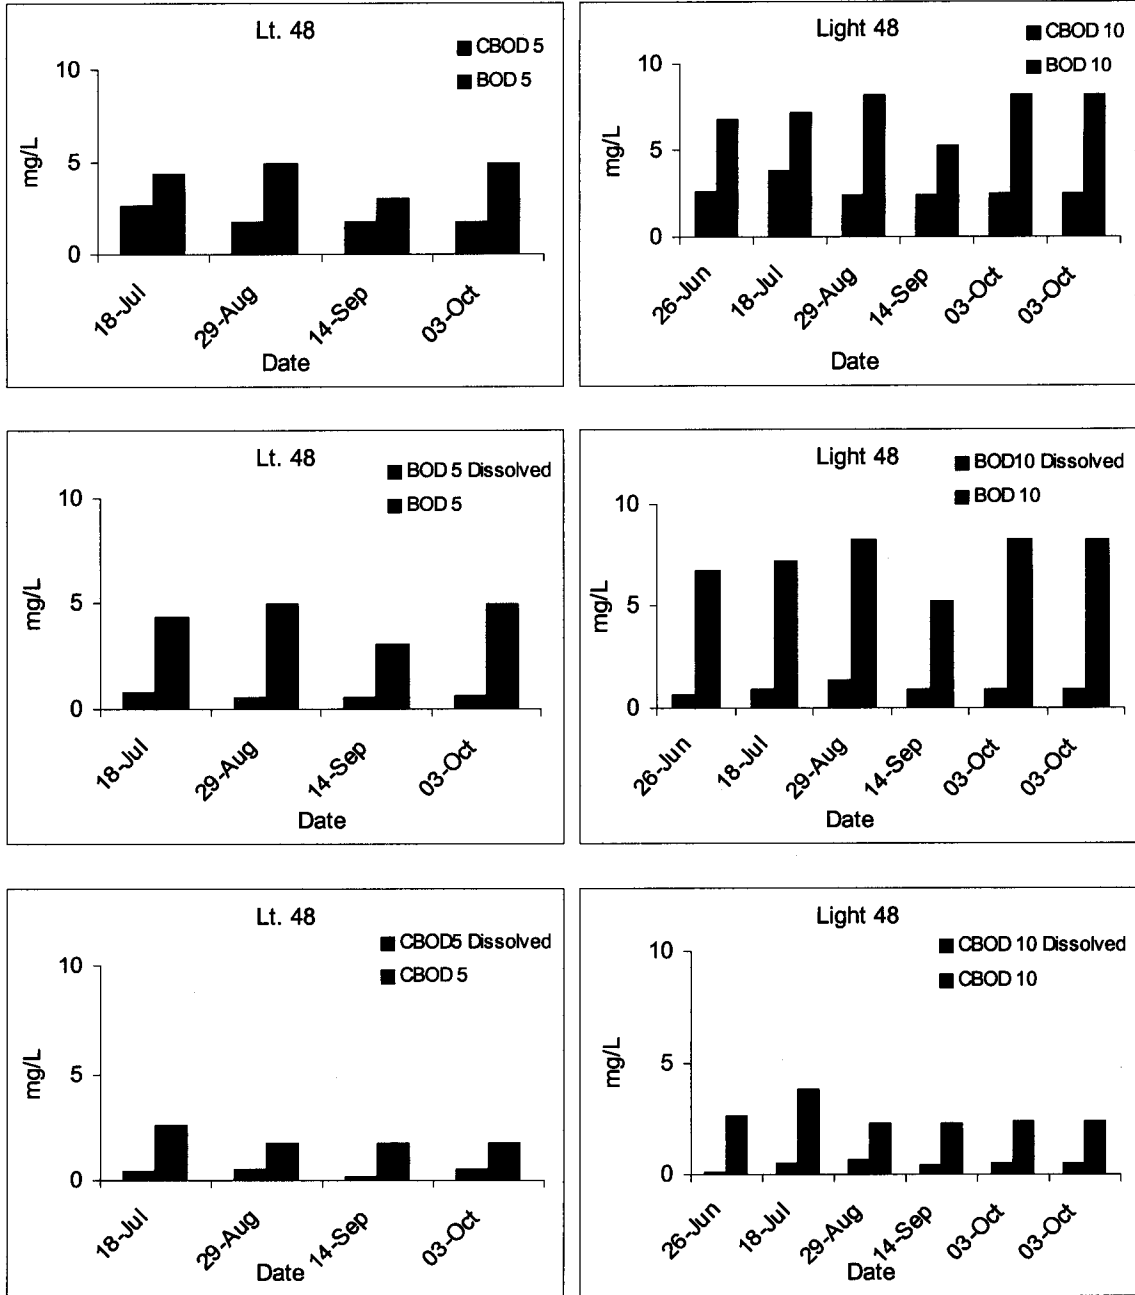 Lt. 48
CBOD 5
BOD 5
10
5
0
mg/L
18-Jul
29-Aug
14-Sep
03-Oct
Date
Light 48
CBOD 10
BOD 10
10
5
0
mg/L
26-Jun
18-Jul
29-Aug
14-Sep
03-Oct
03-Oct
Date
Lt. 48
BOD 5 Dissolved
BOD 5
10
5
0
mg/L
18-Jul
29-Aug
14-Sep
03-Oct
Date
Light 48
BOD10 Dissolved
BOD 10
10
5
0
mg/L
26-Jun
18-Jul
29-Aug
14-Sep
03-Oct
03-Oct
Date
Lt. 48
CBOD5 Dissolved
CBOD 5
10
5
0
mg/L
18-Jul
29-Aug
14-Sep
03-Oct
Date
Light 48
CBOD 10 Dissolved
CBOD 10
10
5
0
mg/L
26-Jun
18-Jul
29-Aug
14-Sep
03-Oct
03-Oct
Date